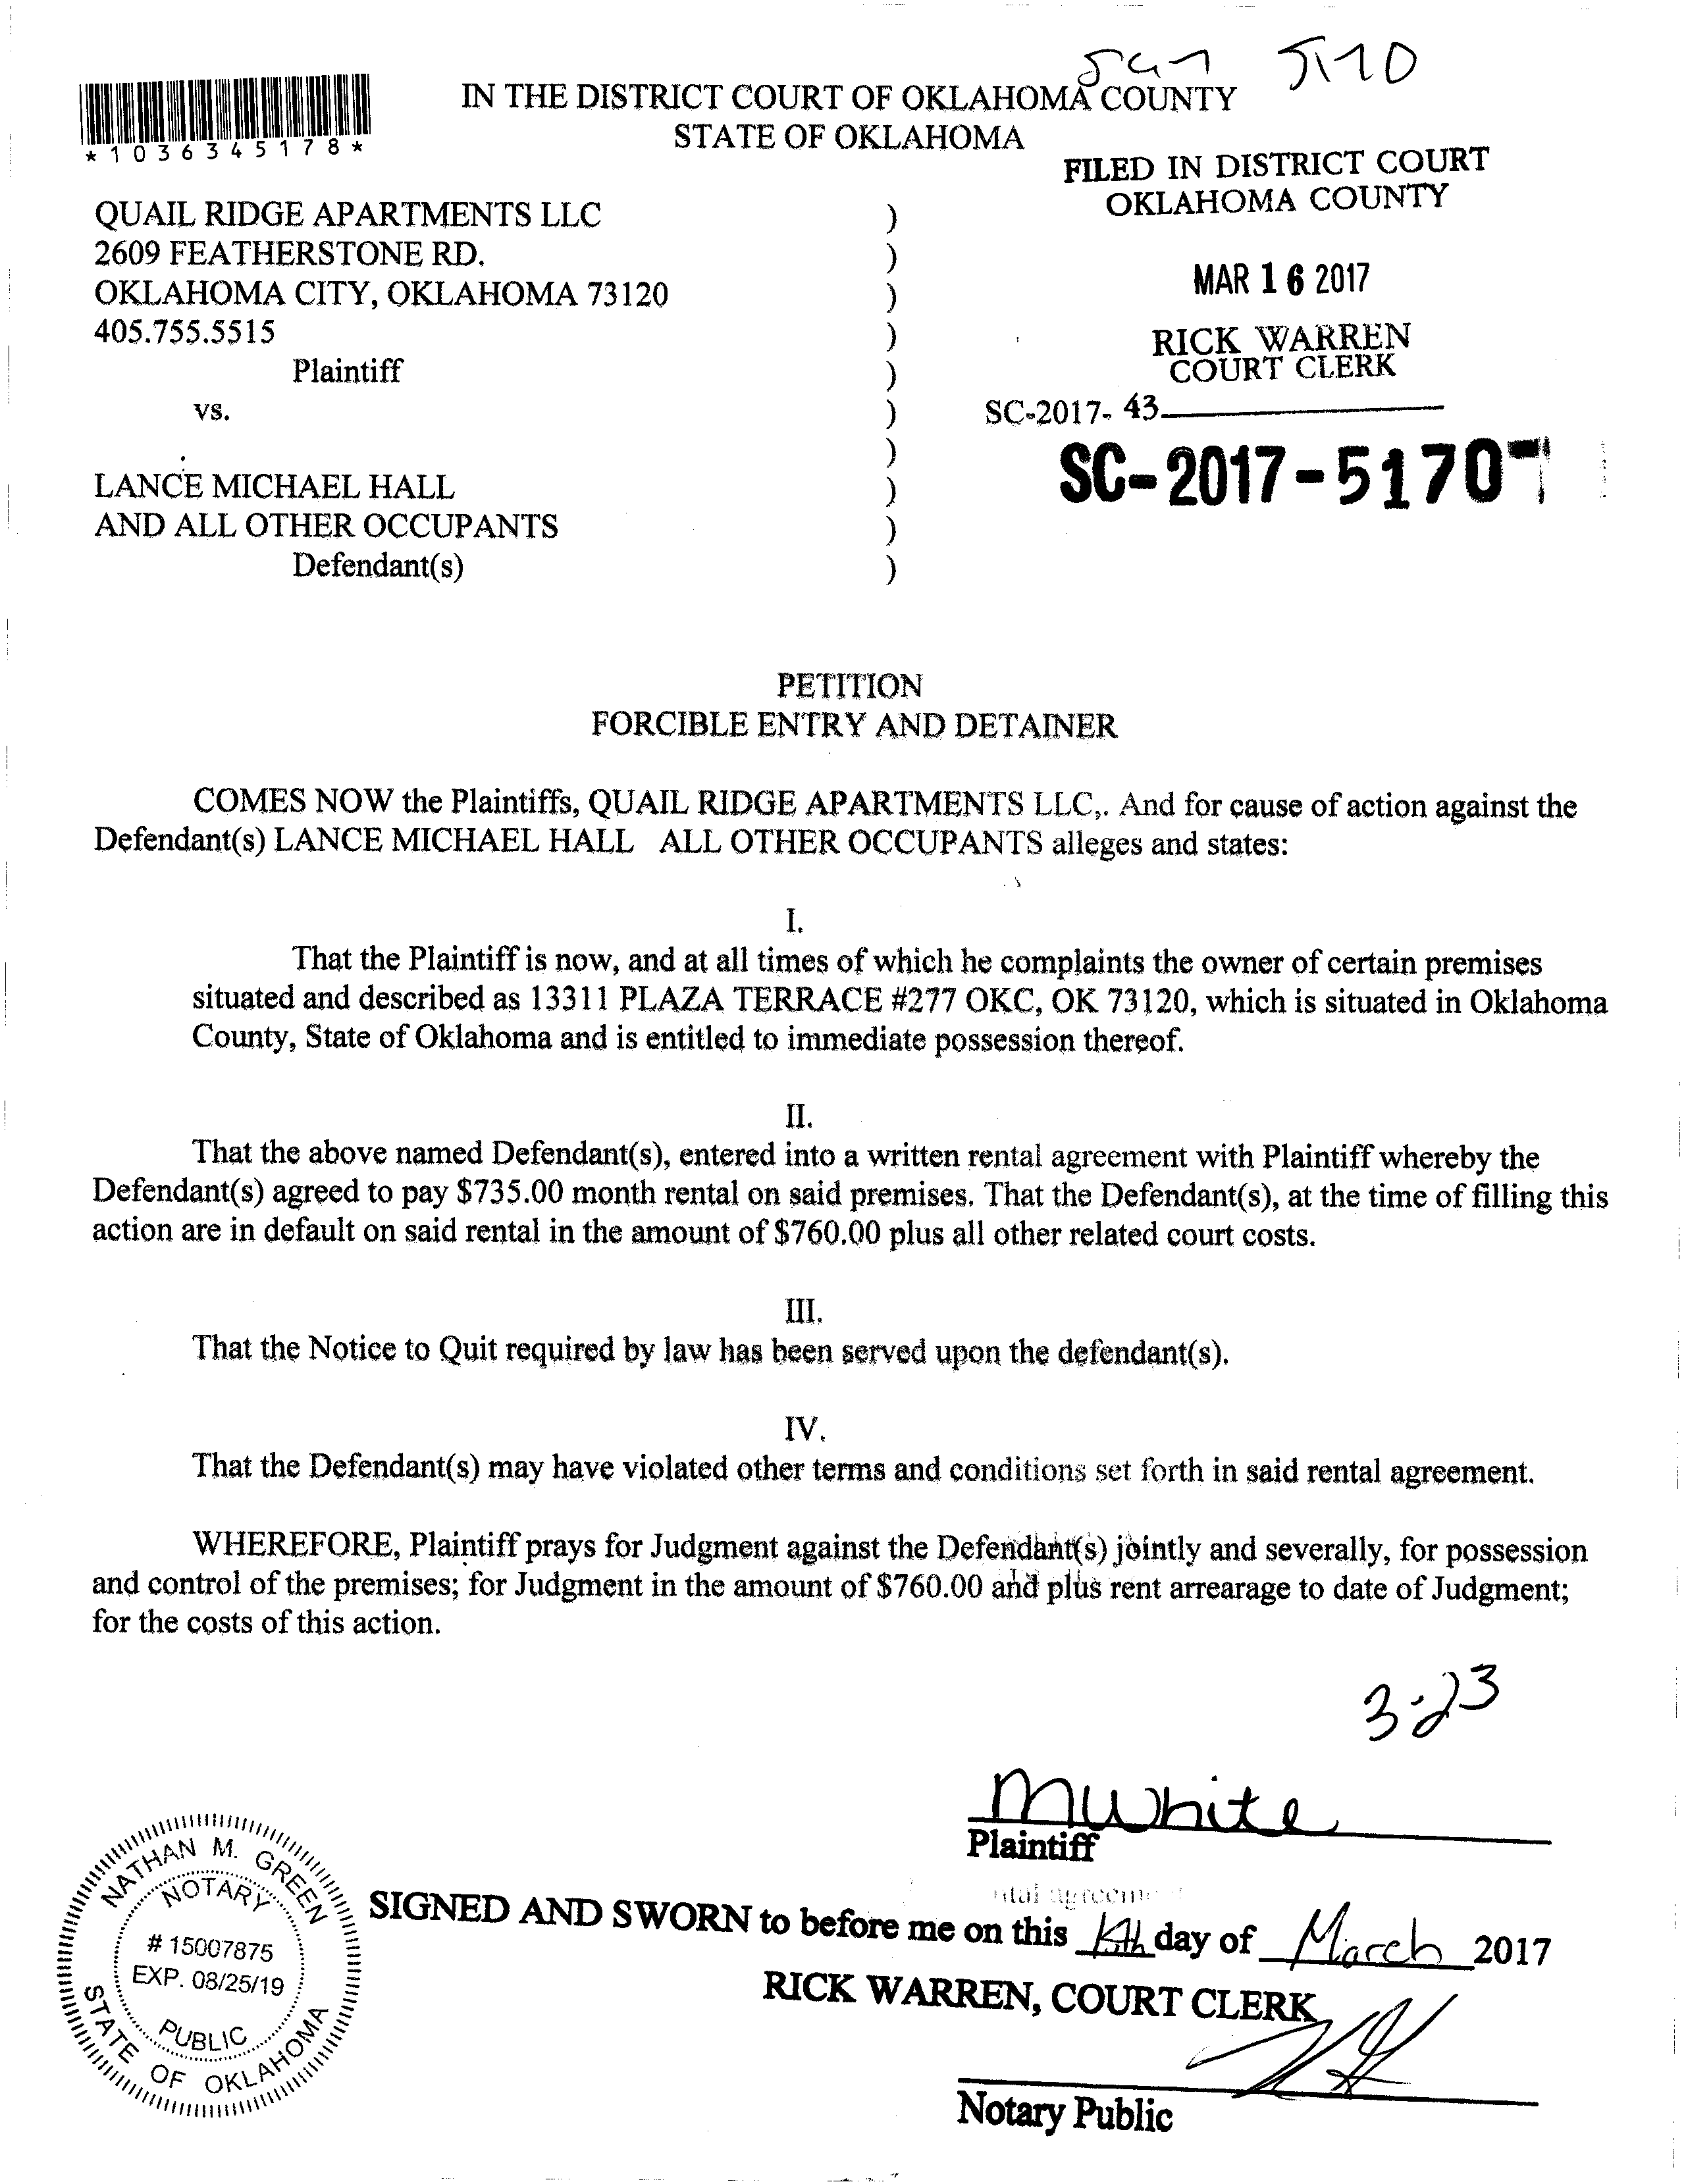 IN THE DISTRICT COURT OF OKLAHOMA COUNTY
STATE OF OKLAHOMA
*1036345178*
FILED IN DISTRICT COURT
OKLAHOMA COUNTY
MAR 16 2017
RICK WARREN
COURT CLERK
SC-2017- 43
SC-2017-5170
QUAIL RIDGE APARTMENTS LLC )
2609 FEATHERSTONE RD. )
OKLAHOMA CITY, OKLAHOMA 73120 )
405.755.5515 )
Plaintiff )
vs. )
)
LANCE MICHAEL HALL )
AND ALL OTHER OCCUPANTS )
Defendant(s) )
PETITION
FORCIBLE ENTRY AND DETAINER
COMES NOW the Plaintiffs, QUAIL RIDGE APARTMENTS LLC,. And for cause of action against the
Defendant(s) LANCE MICHAEL HALL ALL OTHER OCCUPANTS alleges and states:
I.
That the Plaintiff is now, and at all times of which he complaints the owner of certain premises
situated and described as 13311 PLAZA TERRACE #277 OKC, OK 73120, which is situated in Oklahoma
County, State of Oklahoma and is entitled to immediate possession thereof.
II.
That the above named Defendant(s), entered into a written rental agreement with Plaintiff whereby the
Defendant(s) agreed to pay $735.00 month rental on said premises. That the Defendant(s), at the time of filling this
action are in default on said rental in the amount of $760.00 plus all other related court costs.
III.
That the Notice to Quit required by law has been served upon the defendant(s).
IV.
That the Defendant(s) may have violated other terms and conditions set forth in said rental agreement.
WHEREFORE, Plaintiff prays for Judgment against the Defendant(s) jointly and severally, for possession
and control of the premises; for Judgment in the amount of $760.00 and plus rent arrearage to date of Judgment;
for the costs of this action.
3-23
MWhite
Plaintiff
NATHAN M. GREEN
NOTARY
# 15007875
EXP. 08/25/19
PUBLIC
STATE OF OKLAHOMA
SIGNED AND SWORN to before me on this day of March 2017
RICK WARREN, COURT CLERK
Notary Public